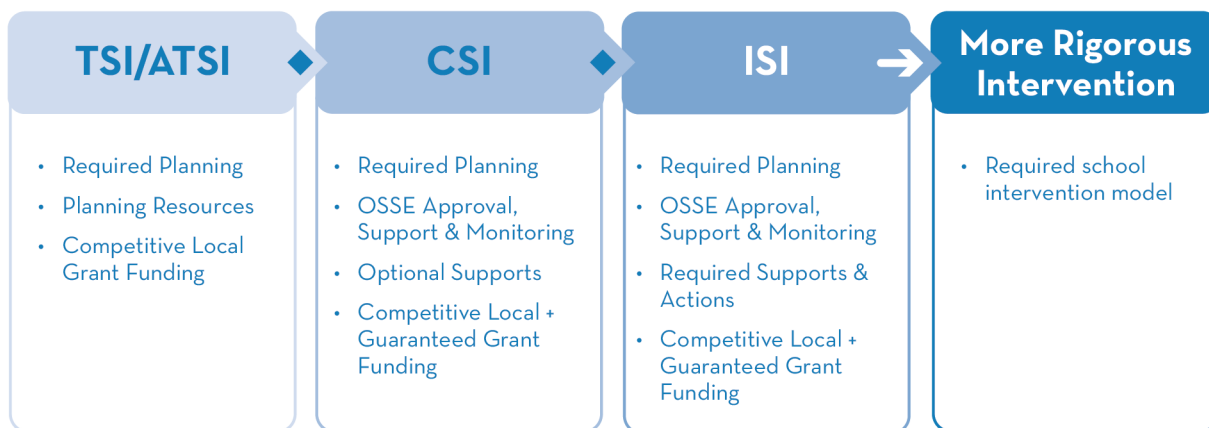 TSI/ATSI
• Required Planning
• Planning Resources
• Competitive Local
Grant Funding
CSI
• Required Planning
• OSSE Approval,
Support & Monitoring
• Optional Supports
• Competitive Local +
Guaranteed Grant
Funding
ISI
• Required Planning
• OSSE Approval,
Support & Monitoring
• Required Supports &
Actions
• Competitive Local +
Guaranteed Grant
Funding
More Rigorous
Intervention
• Required school
intervention model